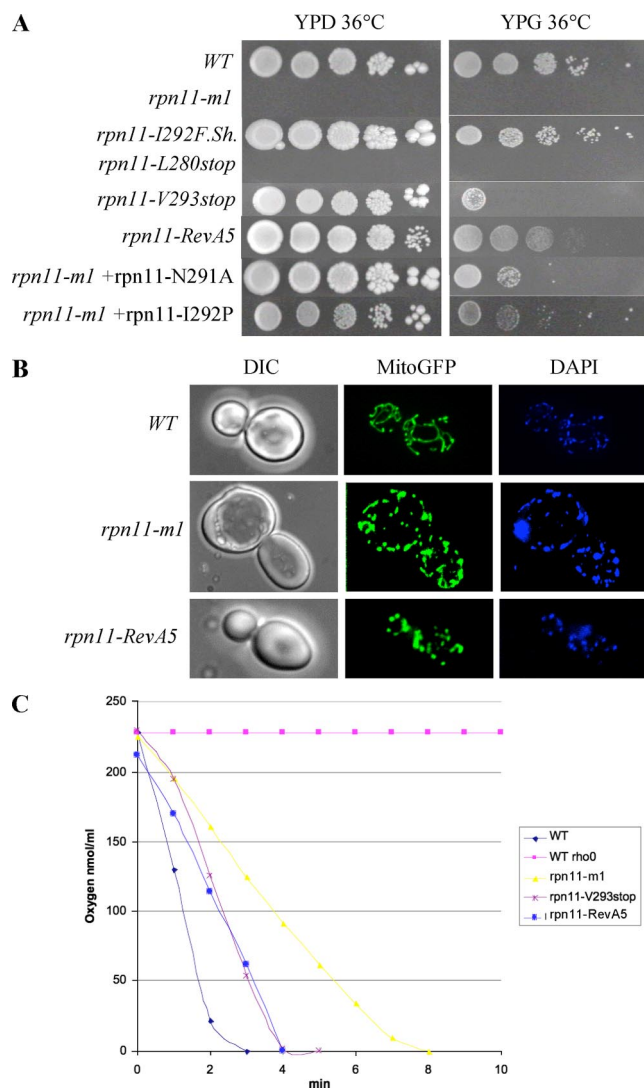 A
YPD 36°C
YPG 36°C
WT
rpn11-m1
rpn11-I292F.Sh.
rpn11-L280stop
rpn11-V293stop
rpn11-RevA5
rpn11-m1 +rpn11-N291A
rpn11-m1 +rpn11-I292P
B
DIC
MitoGFP
DAPI
WT
rpn11-m1
rpn11-RevA5
C
250
200
150
100
50
0
Oxygen nmol/ml
0
2
4
6
8
10
min
WT
WT rho0
rpn11-m1
rpn11-V293stop
rpn11-RevA5